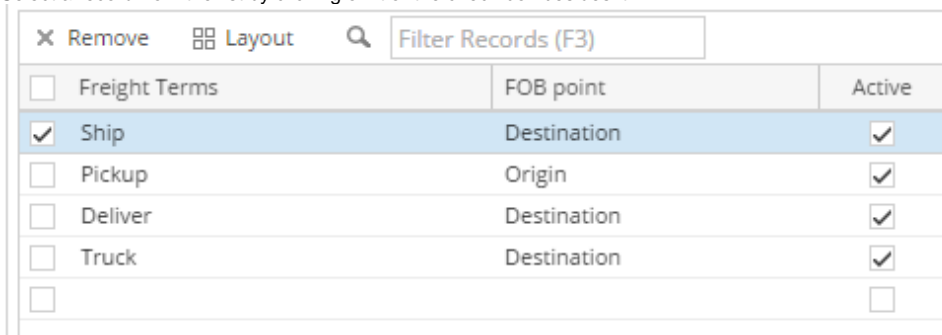 Remove Layout Filter Records (F3)
Freight Terms FOB point Active
Ship Destination
Pickup Origin
Deliver Destination
Truck Destination